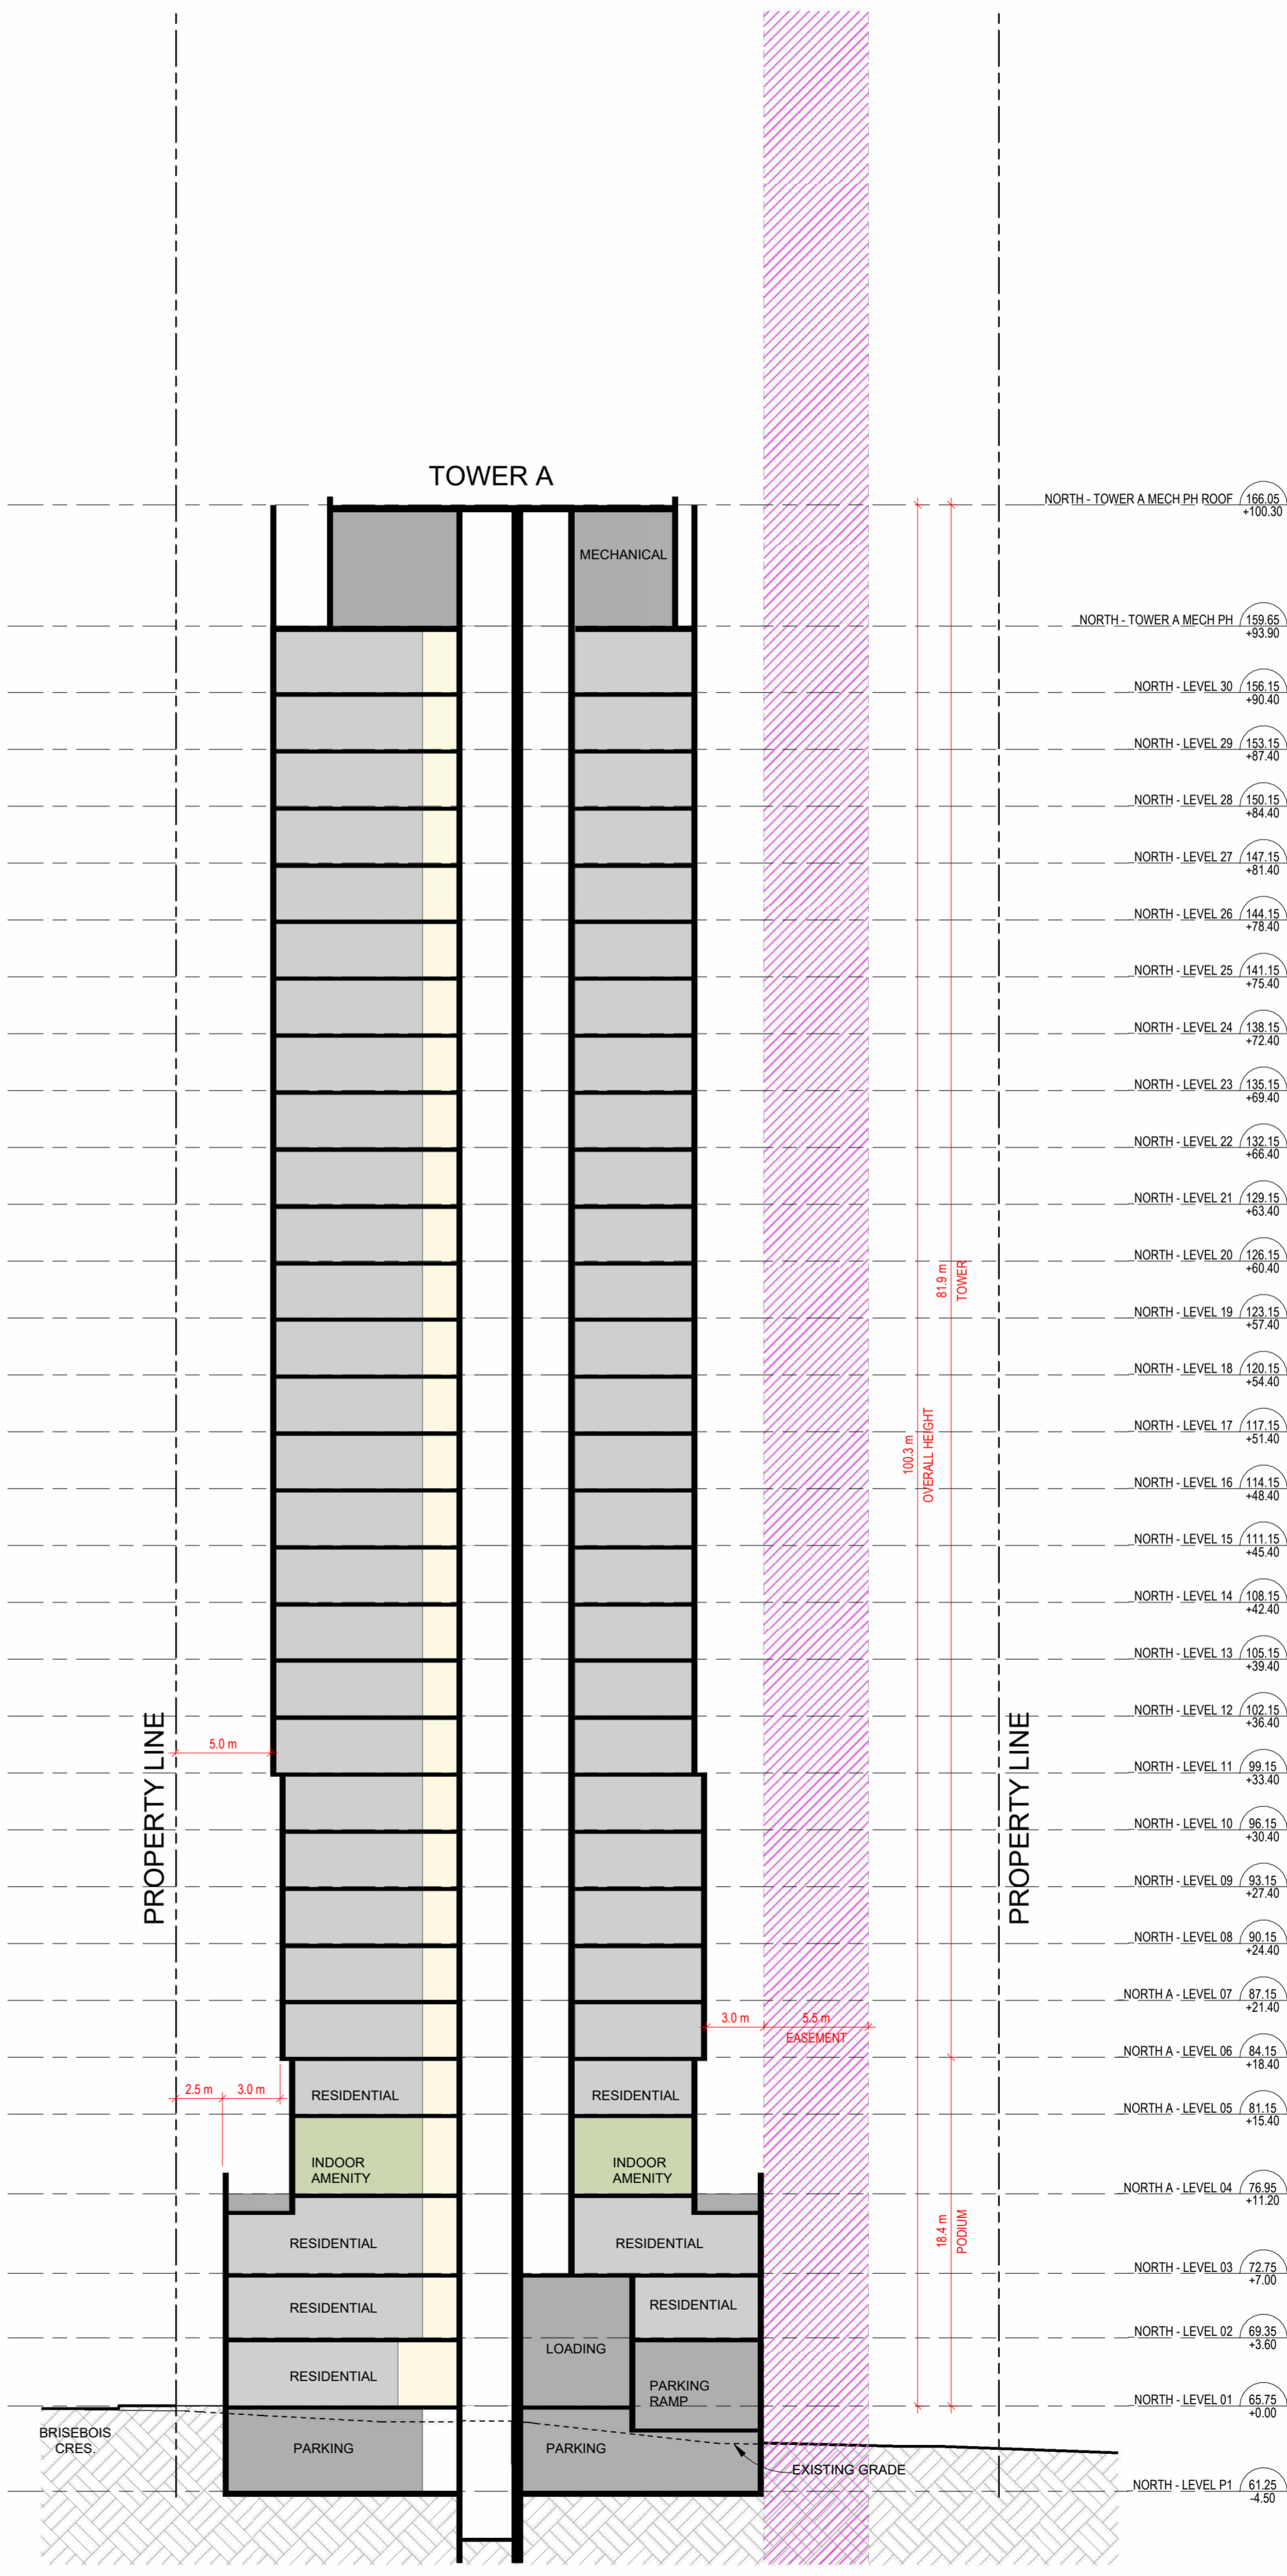 TOWER A
NORTH - TOWER A MECH PH ROOF 166.05
+100.30
MECHANICAL
NORTH - TOWER A MECH PH 159.65
+93.90
NORTH - LEVEL 30 156.15
+90.40
NORTH - LEVEL 29 153.15
+87.40
NORTH - LEVEL 28 150.15
+84.40
NORTH - LEVEL 27 147.15
+81.40
NORTH - LEVEL 26 144.15
+78.40
NORTH - LEVEL 25 141.15
+75.40
NORTH - LEVEL 24 138.15
+72.40
NORTH - LEVEL 23 135.15
+69.40
NORTH - LEVEL 22 132.15
+66.40
NORTH - LEVEL 21 129.15
+63.40
NORTH - LEVEL 20 126.15
+60.40
81.9 m
TOWER
NORTH - LEVEL 19 123.15
+57.40
NORTH - LEVEL 18 120.15
+54.40
NORTH - LEVEL 17 117.15
+51.40
100.3 m
OVERALL HEIGHT
NORTH - LEVEL 16 114.15
+48.40
NORTH - LEVEL 15 111.15
+45.40
NORTH - LEVEL 14 108.15
+42.40
NORTH - LEVEL 13 105.15
+39.40
NORTH - LEVEL 12 102.15
+36.40
PROPERTY LINE
5.0 m
PROPERTY LINE
NORTH - LEVEL 11 99.15
+33.40
NORTH - LEVEL 10 96.15
+30.40
NORTH - LEVEL 09 93.15
+27.40
NORTH - LEVEL 08 90.15
+24.40
NORTH A - LEVEL 07 87.15
+21.40
3.0 m 5.5 m
EASEMENT
NORTH A - LEVEL 06 84.15
+18.40
2.5 m 3.0 m
RESIDENTIAL RESIDENTIAL
NORTH A - LEVEL 05 81.15
+15.40
INDOOR
AMENITY
INDOOR
AMENITY
NORTH A - LEVEL 04 76.95
+11.20
18.4 m
PODIUM
RESIDENTIAL RESIDENTIAL
NORTH - LEVEL 03 72.75
+7.00
RESIDENTIAL RESIDENTIAL
NORTH - LEVEL 02 69.35
+3.60
LOADING
RESIDENTIAL
PARKING
RAMP
NORTH - LEVEL 01 65.75
+0.00
BRISEBOIS
CRES.
PARKING PARKING
EXISTING GRADE
NORTH - LEVEL P1 61.25
-4.50